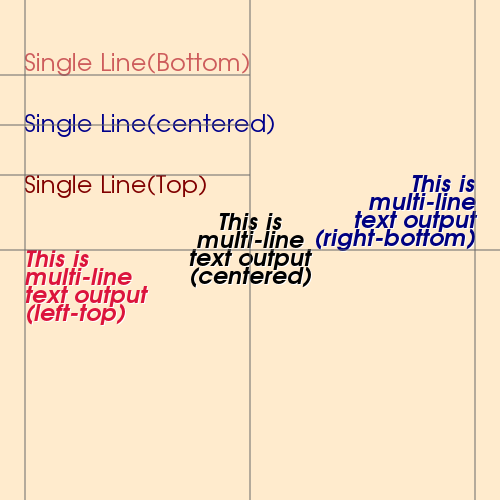 Single Line(Bottom)
Single Line(centered)
Single Line(Top)
This is
multi-line
text output
(left-top)
This is
multi-line
text output
(centered)
This is
multi-line
text output
(right-bottom)